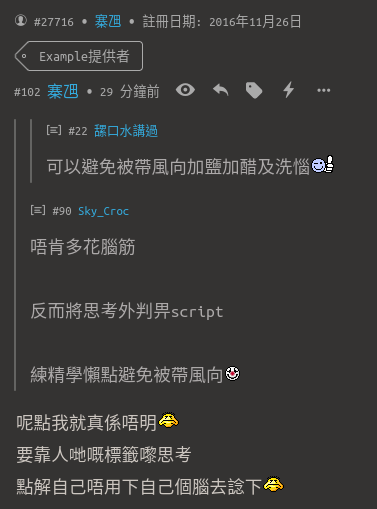 #27716 • 寨卪 • 註冊日期: 2016年11月26日
Example提供者
#102 寨卪 • 29 分鐘前
#22 屘口水講過
可以避免被帶風向加鹽加醋及洗惱
#90 Sky_Croc
唔肯多花腦筋
反而將思考外判畀script
練精學懶點避免被帶風向
呢點我就真係唔明
要靠人哋嘅標籤嚟思考
點解自己唔用下自己個腦去諗下